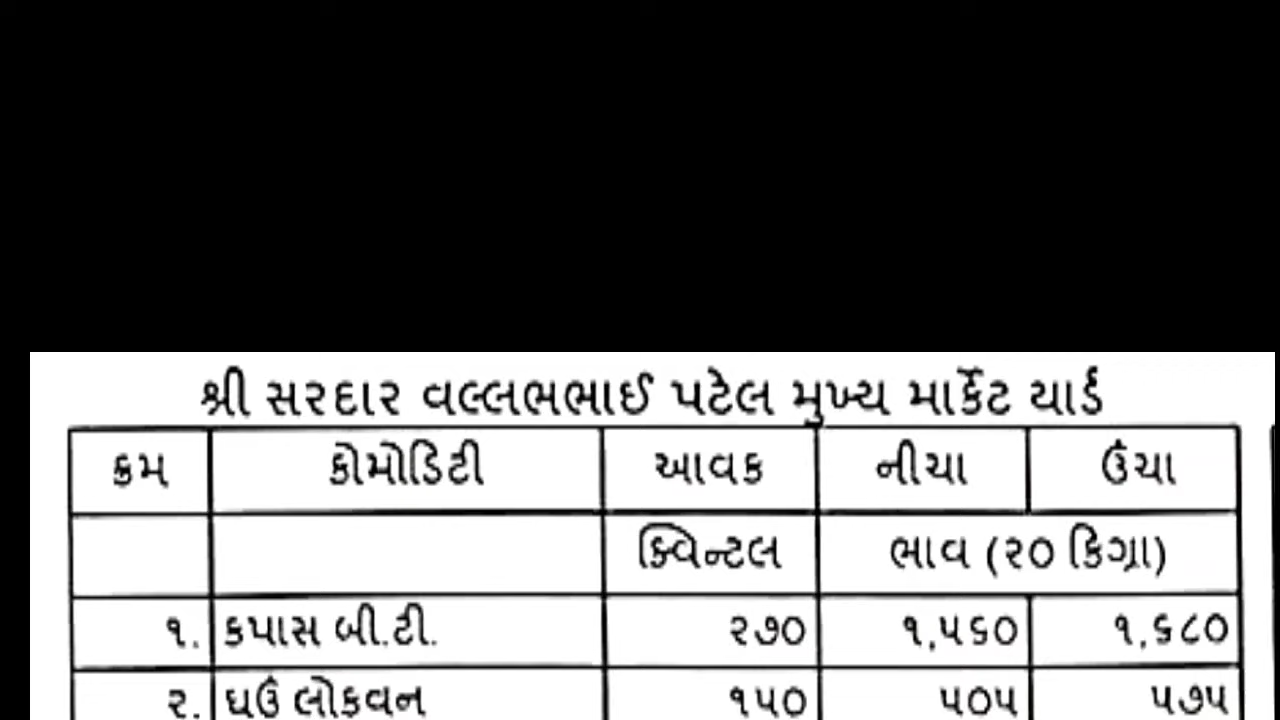 શ્રી સરદાર વલ્લભભાઈ પટેલ મુખ્ય માર્કેટ યાર્ડ
ક્રમ કોમોડિટી આવક નીચા ઉંચા
ક્વિન્ટલ ભાવ (૨૦ કિગ્રા)
૧. કપાસ બી.ટી. ૨૭૦ ૧,૫૬૦ ૧,૬૮૦
૨. ઘઉં લોકવન ૧૫૦ ૫૦૫ ૫૭૫